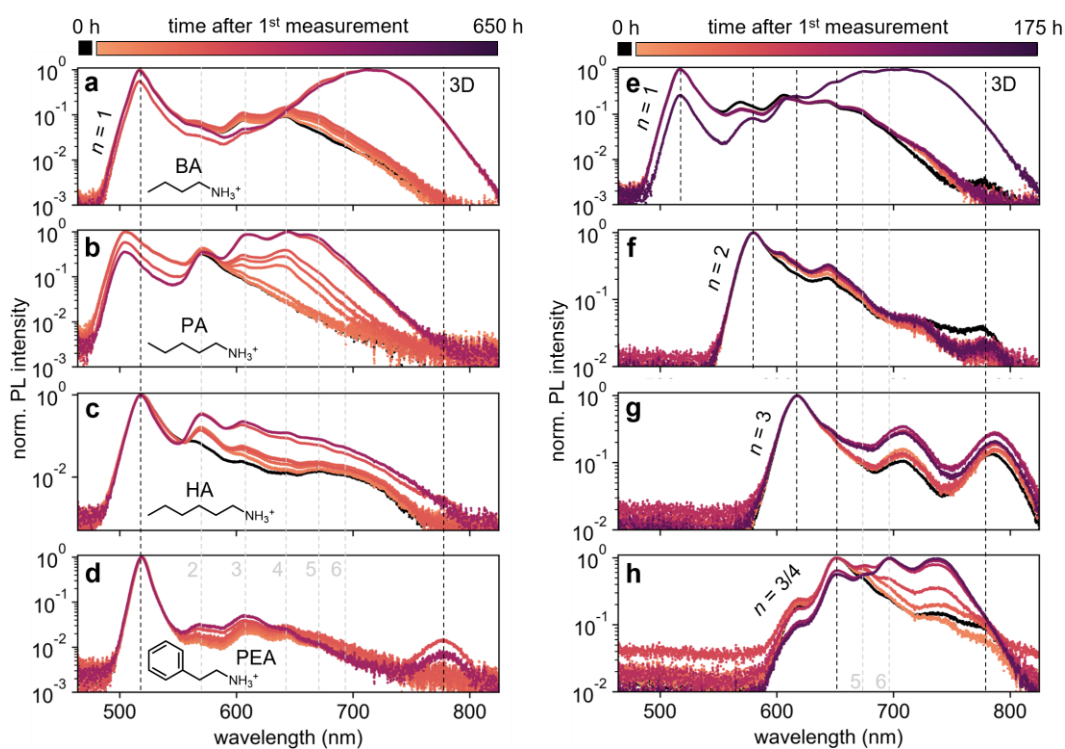 0 h time after 1st measurement 650 h
0 h time after 1st measurement 175 h
a
n = 1
BA
NH3+
3D
10^0
10^-1
10^-2
10^-3
e
n = 1
3D
10^0
10^-1
10^-2
10^-3
b
PA
NH3+
10^0
10^-1
10^-2
10^-3
f
n = 2
10^0
10^-1
10^-2
c
HA
NH3+
10^0
10^-2
g
n = 3
10^0
10^-1
10^-2
d
2 3 4 5 6
PEA
NH3+
10^0
10^-1
10^-2
10^-3
h
n = 3/4
5 6
10^0
10^-1
10^-2
norm. PL intensity
norm. PL intensity
500 600 700 800
wavelength (nm)
500 600 700 800
wavelength (nm)